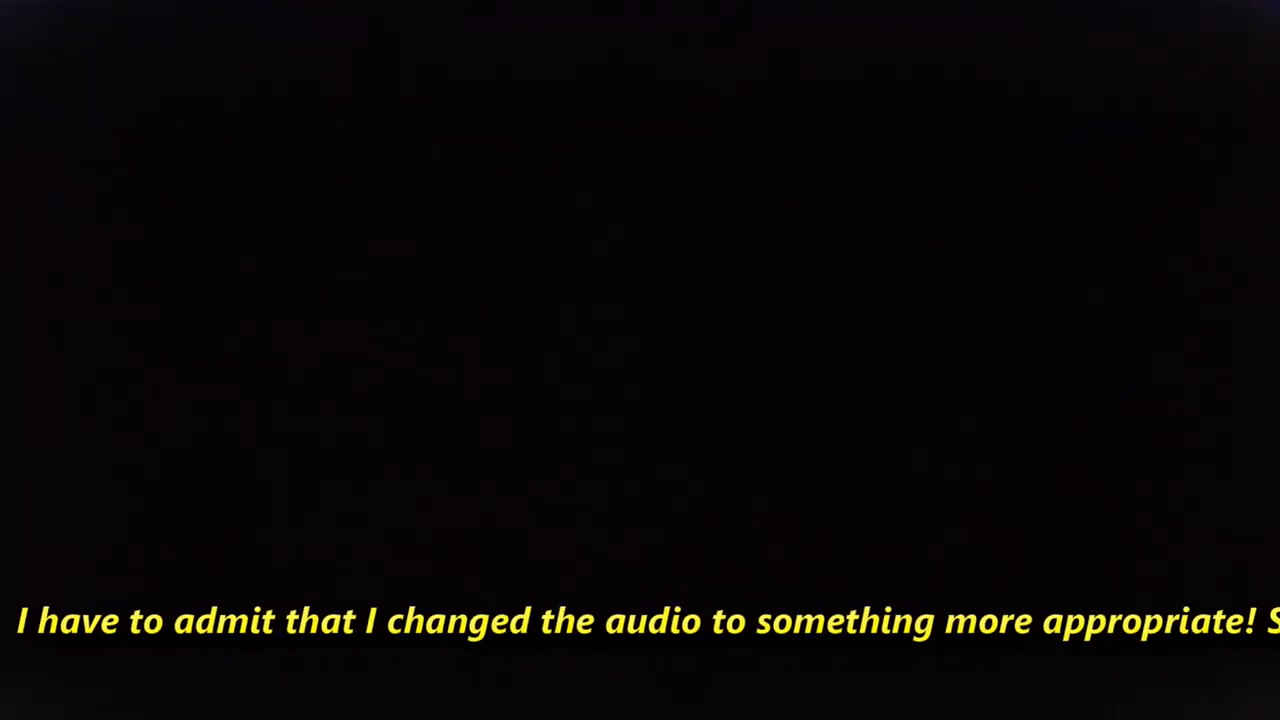 I have to admit that I changed the audio to something more appropriate!